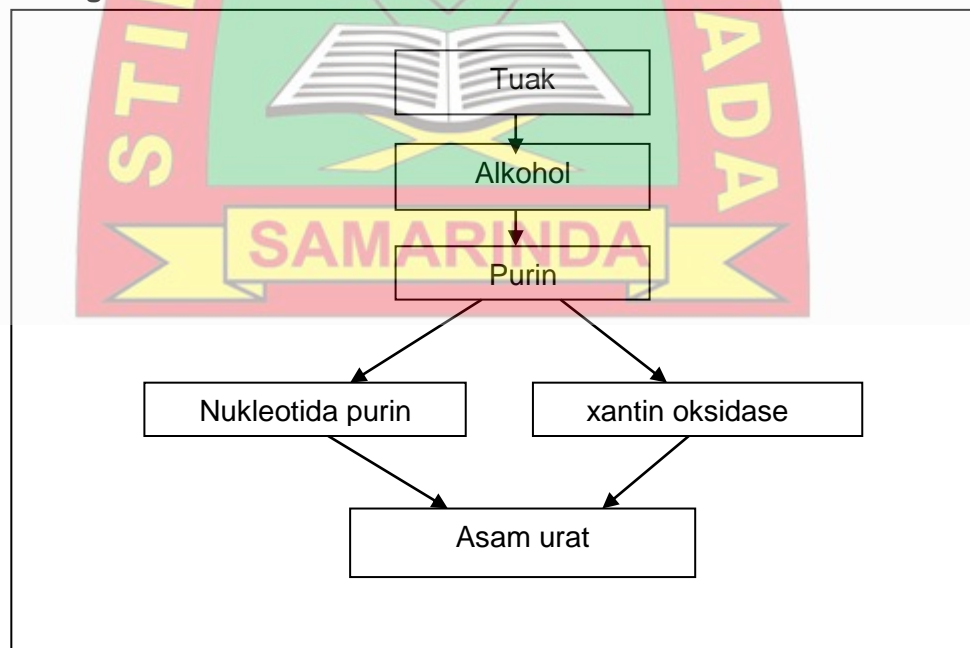 Tuak
Alkohol
SAMARINDA
Purin
Nukleotida purin
xantin oksidase
Asam urat